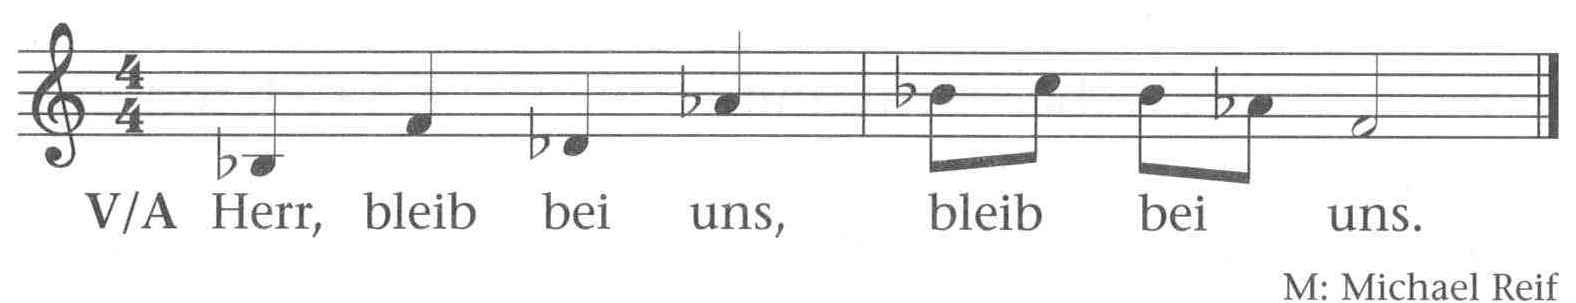 V/A Herr, bleib bei uns, bleib bei uns.
M: Michael Reif